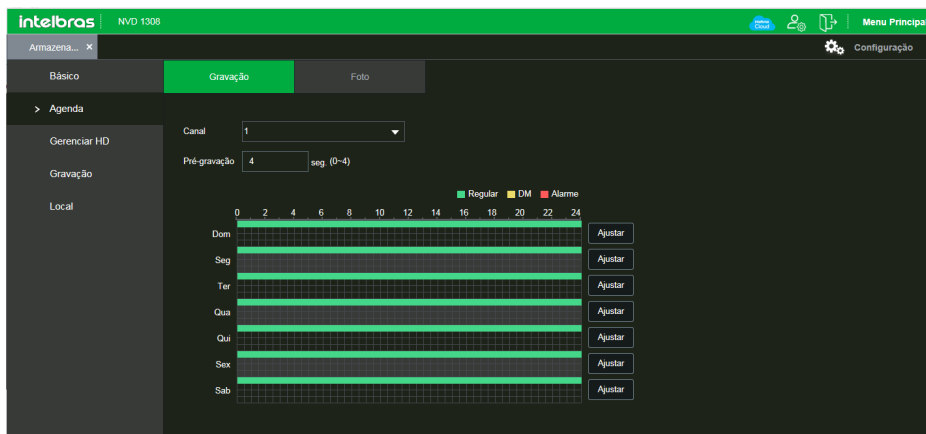 intelbras NVD 1308 Intelbras Cloud Menu Principal
Armazena... × Configuração
Básico Gravação Foto
> Agenda
Canal 1
Gerenciar HD
Pré-gravação 4 seg. (0~4)
Gravação
Regular DM Alarme
Local
0 2 4 6 8 10 12 14 16 18 20 22 24
Dom Ajustar
Seg Ajustar
Ter Ajustar
Qua Ajustar
Qui Ajustar
Sex Ajustar
Sab Ajustar